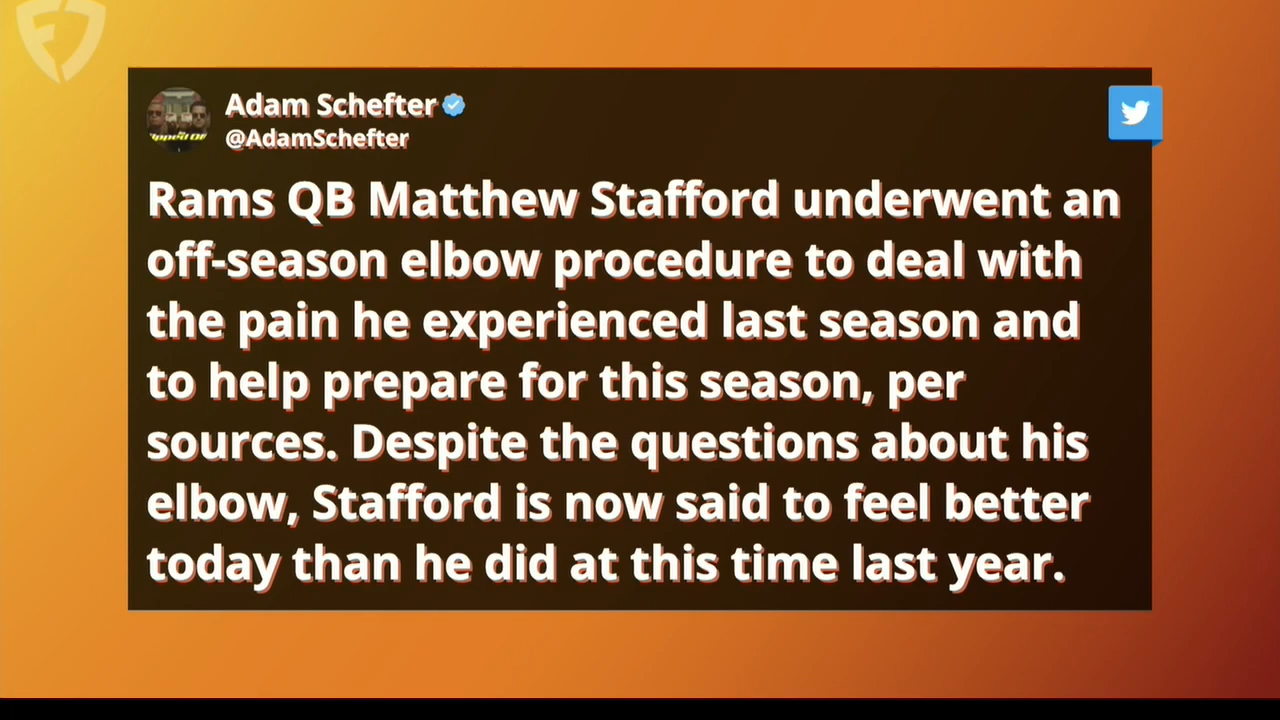 Adam Schefter
@AdamSchefter
Rams QB Matthew Stafford underwent an
off-season elbow procedure to deal with
the pain he experienced last season and
to help prepare for this season, per
sources. Despite the questions about his
elbow, Stafford is now said to feel better
today than he did at this time last year.